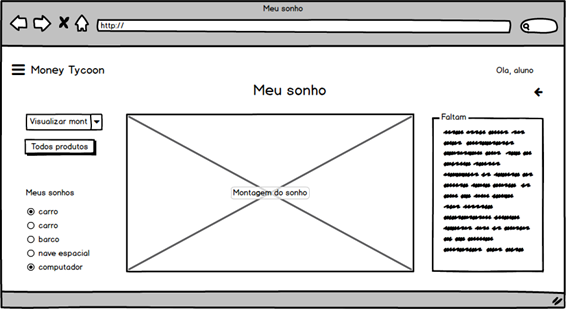 Meu sonho
http://
Money Tycoon
Ola, aluno
Meu sonho
Visualizar mont
Todos produtos
Meus sonhos
carro
carro
barco
nave espacial
computador
Montagem do sonho
Faltam